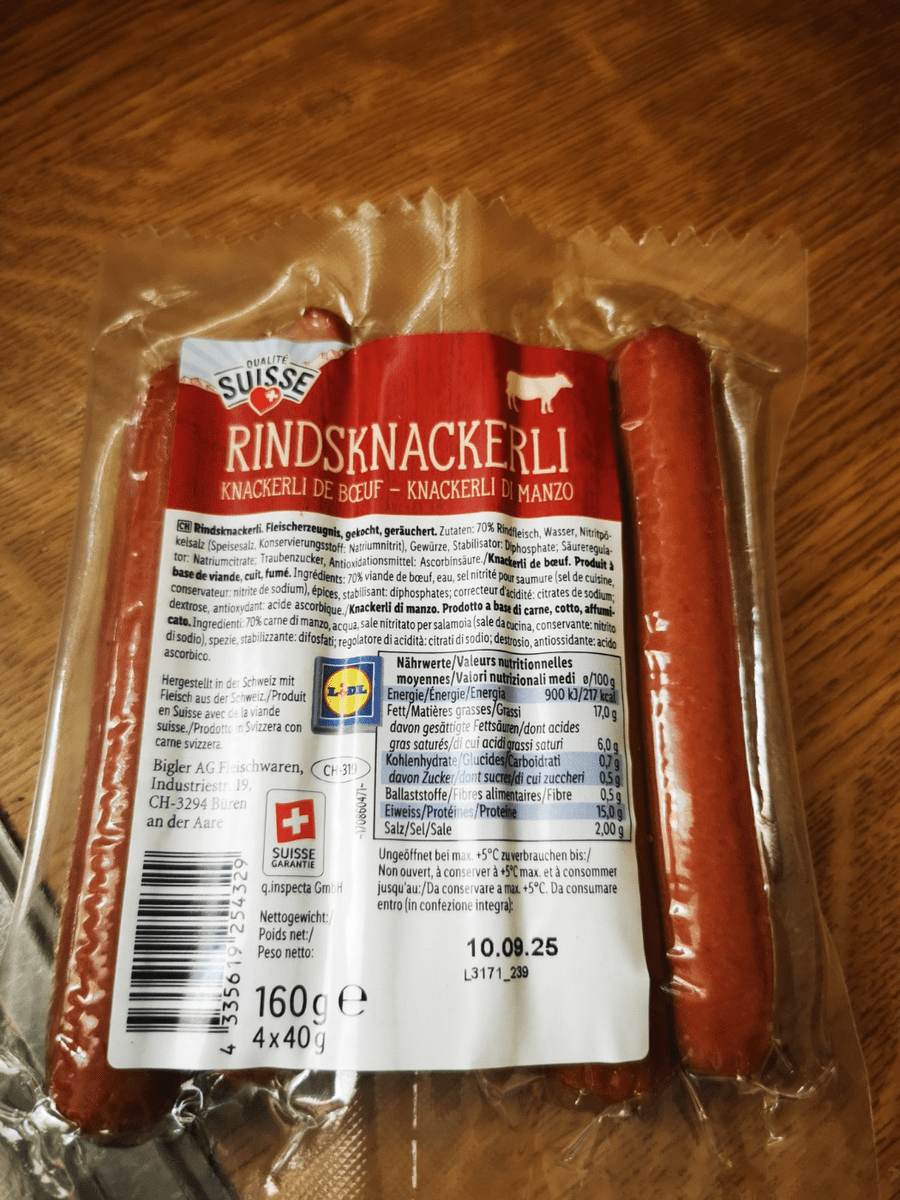 QUALITÉ
SUISSE
RINDSKNACKERLI
KNACKERLI DE BŒUF – KNACKERLI DI MANZO
CH Rindsknackerli. Fleischerzeugnis, gekocht, geräuchert. Zutaten: 70% Rindfleisch, Wasser, Nitritpö-
kelsalz (Speisesalz, Konservierungsstoff: Natriumnitrit), Gewürze, Stabilisator: Diphosphate; Säureregula-
tor: Natriumcitrate; Traubenzucker, Antioxidationsmittel: Ascorbinsäure./Knackerli de bœuf. Produit à
base de viande, cuit, fumé. Ingrédients: 70% viande de bœuf, eau, sel nitrité pour saumure (sel de cuisine,
conservateur: nitrite de sodium), épices, stabilisant: diphosphates; correcteur d'acidité: citrates de sodium;
dextrose, antioxydant: acide ascorbique./Knackerli di manzo. Prodotto a base di carne, cotto, affumi-
cato. Ingredienti: 70% carne di manzo, acqua, sale nitritato per salamoia (sale da cucina, conservante: nitrito
di sodio), spezie, stabilizzante: difosfati; regolatore di acidità: citrati di sodio; destrosio, antiossidante: acido
ascorbico.
Hergestellt in der Schweiz mit
Fleisch aus der Schweiz./Produit
en Suisse avec de la viande
suisse./Prodotto in Svizzera con
carne svizzera.
LIDL
Nährwerte/Valeurs nutritionnelles
moyennes/Valori nutrizionali medi ø/100 g
Energie/Énergie/Energia 900 kJ/217 kcal
Fett/Matières grasses/Grassi 17,0 g
davon gesättigte Fettsäuren/dont acides
gras saturés/di cui acidi grassi saturi 6,0 g
Kohlenhydrate/Glucides/Carboidrati 0,7 g
davon Zucker/dont sucres/di cui zuccheri 0,5 g
Ballaststoffe/Fibres alimentaires/Fibre 0,5 g
Eiweiss/Protéines/Proteine 15,0 g
Salz/Sel/Sale 2,00 g
Bigler AG Fleischwaren,
Industriestr. 19,
CH-3294 Büren
an der Aare
CH-319
-170860471-
SUISSE
GARANTIE
q.inspecta GmbH
Ungeöffnet bei max. +5°C zu verbrauchen bis:/
Non ouvert, à conserver à +5°C max. et à consommer
jusqu'au:/Da conservare a max. +5°C. Da consumare
entro (in confezione integra):
10.09.25
L3171_239
Nettogewicht:/
Poids net:/
Peso netto:
160 g e
4 x 40 g
4 335619 254329